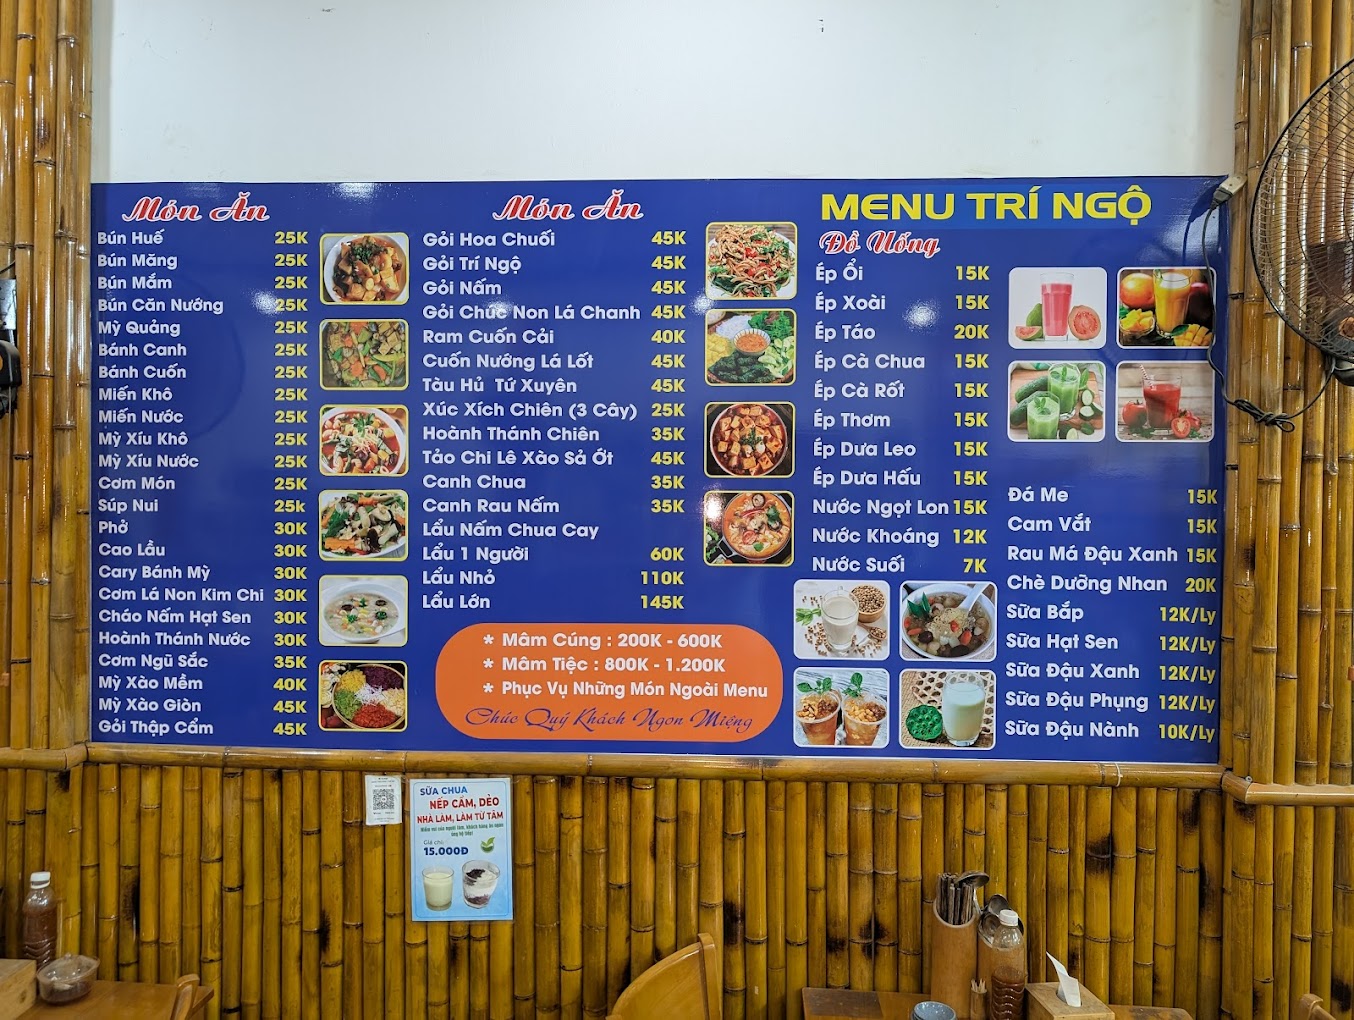 Món Ăn
Bún Huế 25K
Bún Măng 25K
Bún Mắm 25K
Bún Căn Nướng 25K
Mỳ Quảng 25K
Bánh Canh 25K
Bánh Cuốn 25K
Miến Khô 25K
Miến Nước 25K
Mỳ Xíu Khô 25K
Mỳ Xíu Nước 25K
Cơm Món 25K
Súp Nui 25k
Phở 30K
Cao Lầu 30K
Cary Bánh Mỳ 30K
Cơm Lá Non Kim Chi 30K
Cháo Nấm Hạt Sen 30K
Hoành Thánh Nước 30K
Cơm Ngũ Sắc 35K
Mỳ Xào Mềm 40K
Mỳ Xào Giòn 45K
Gỏi Thập Cẩm 45K
Món Ăn
Gỏi Hoa Chuối 45K
Gỏi Trí Ngộ 45K
Gỏi Nấm 45K
Gỏi Chúc Non Lá Chanh 45K
Ram Cuốn Cải 40K
Cuốn Nướng Lá Lốt 45K
Tàu Hủ Tứ Xuyên 45K
Xúc Xích Chiên (3 Cây) 25K
Hoành Thánh Chiên 35K
Tảo Chi Lê Xào Sả Ớt 45K
Canh Chua 35K
Canh Rau Nấm 35K
Lẩu Nấm Chua Cay
Lẩu 1 Người 60K
Lẩu Nhỏ 110K
Lẩu Lớn 145K
* Mâm Cúng : 200K - 600K
* Mâm Tiệc : 800K - 1.200K
* Phục Vụ Những Món Ngoài Menu
Chúc Quý Khách Ngon Miệng
MENU TRÍ NGỘ
Đồ Uống
Ép Ổi 15K
Ép Xoài 15K
Ép Táo 20K
Ép Cà Chua 15K
Ép Cà Rốt 15K
Ép Thơm 15K
Ép Dưa Leo 15K
Ép Dưa Hấu 15K
Nước Ngọt Lon 15K
Nước Khoáng 12K
Nước Suối 7K
Đá Me 15K
Cam Vắt 15K
Rau Má Đậu Xanh 15K
Chè Dưỡng Nhan 20K
Sữa Bắp 12K/Ly
Sữa Hạt Sen 12K/Ly
Sữa Đậu Xanh 12K/Ly
Sữa Đậu Phụng 12K/Ly
Sữa Đậu Nành 10K/Ly
SỮA CHUA
NẾP CẨM, DẺO
NHÀ LÀM, LÀM TỪ TÂM
Giá chỉ:
15.000Đ